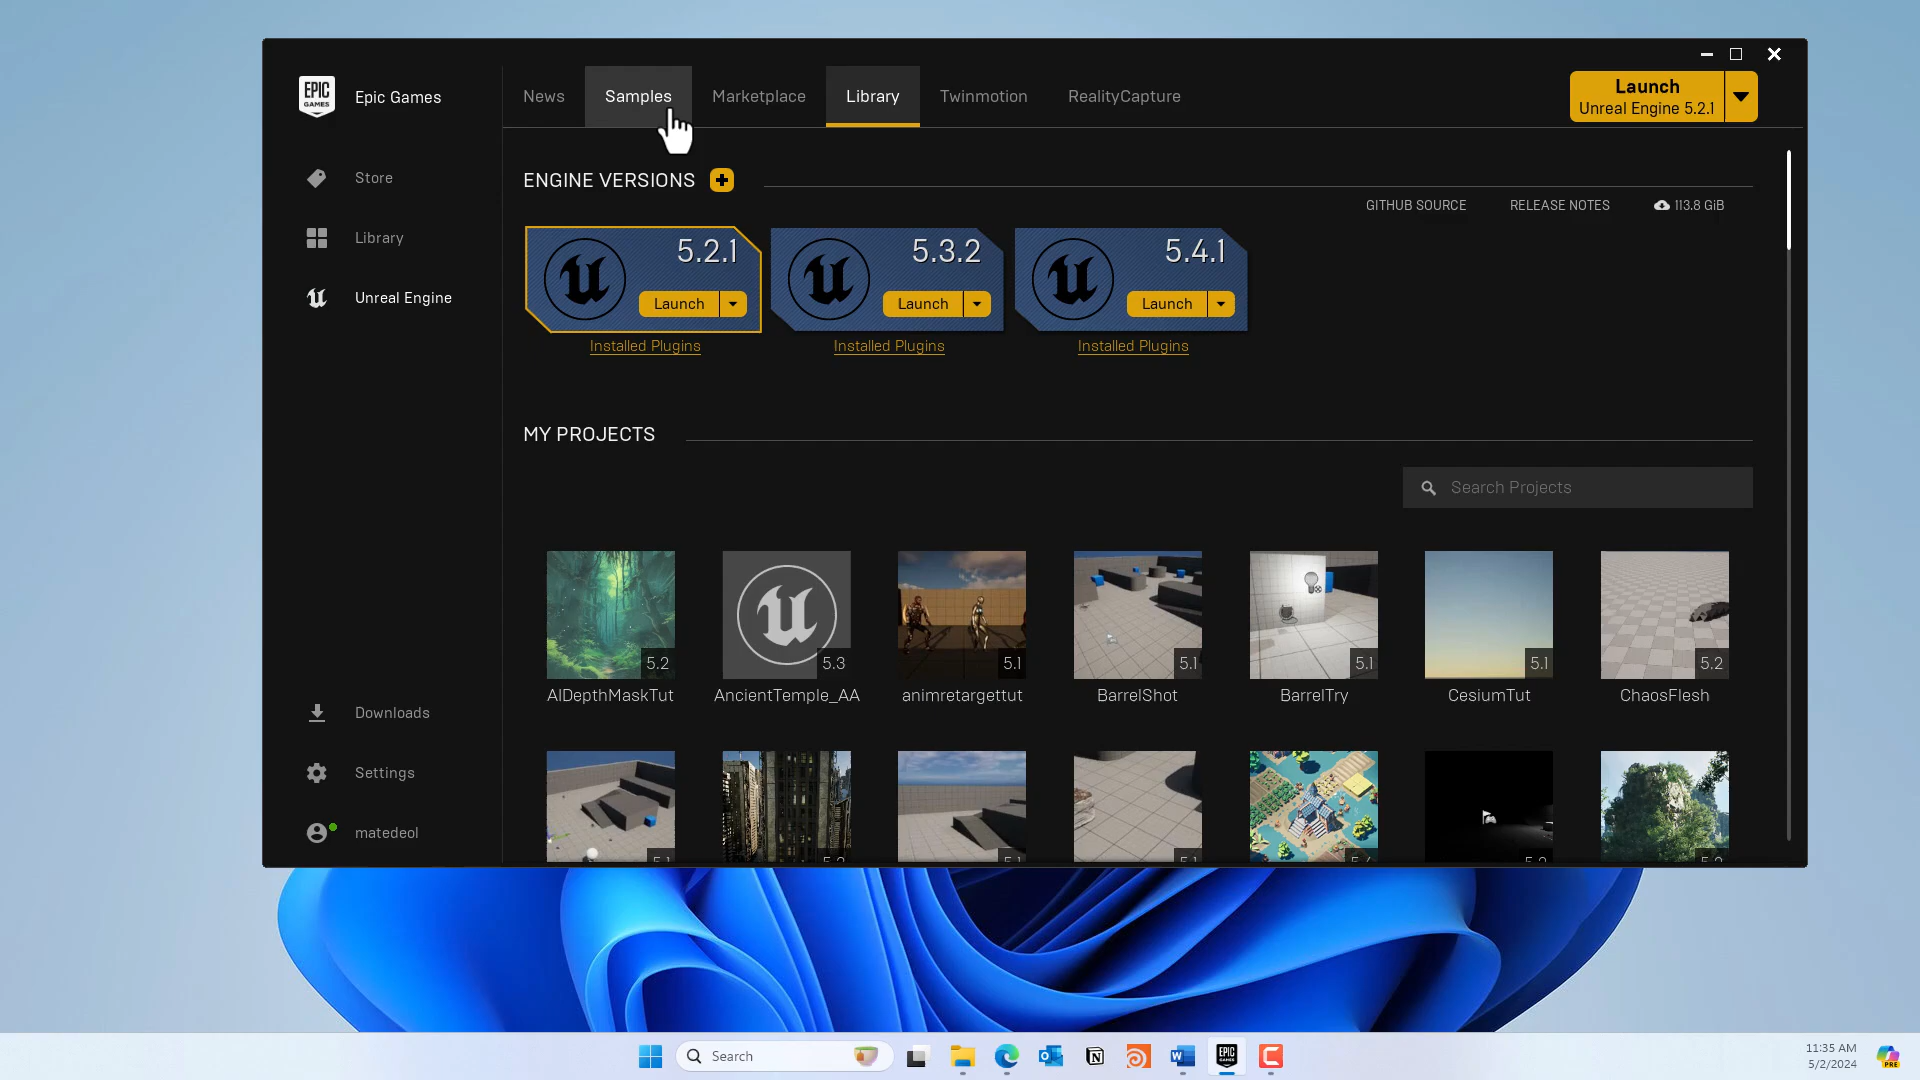 EPIC
GAMES
Epic Games
News
Samples
Marketplace
Library
Twinmotion
RealityCapture
Launch
Unreal Engine 5.2.1
Store
Library
Unreal Engine
ENGINE VERSIONS
GITHUB SOURCE
RELEASE NOTES
113.8 GiB
5.2.1
Launch
Installed Plugins
5.3.2
Launch
Installed Plugins
5.4.1
Launch
Installed Plugins
MY PROJECTS
Search Projects
5.2
AIDepthMaskTut
5.3
AncientTemple_AA
5.1
animretargettut
5.1
BarrelShot
5.1
BarrelTry
5.1
CesiumTut
5.2
ChaosFlesh
Downloads
Settings
matedeol
Search
EPIC
GAMES
11:35 AM
5/2/2024
PRE